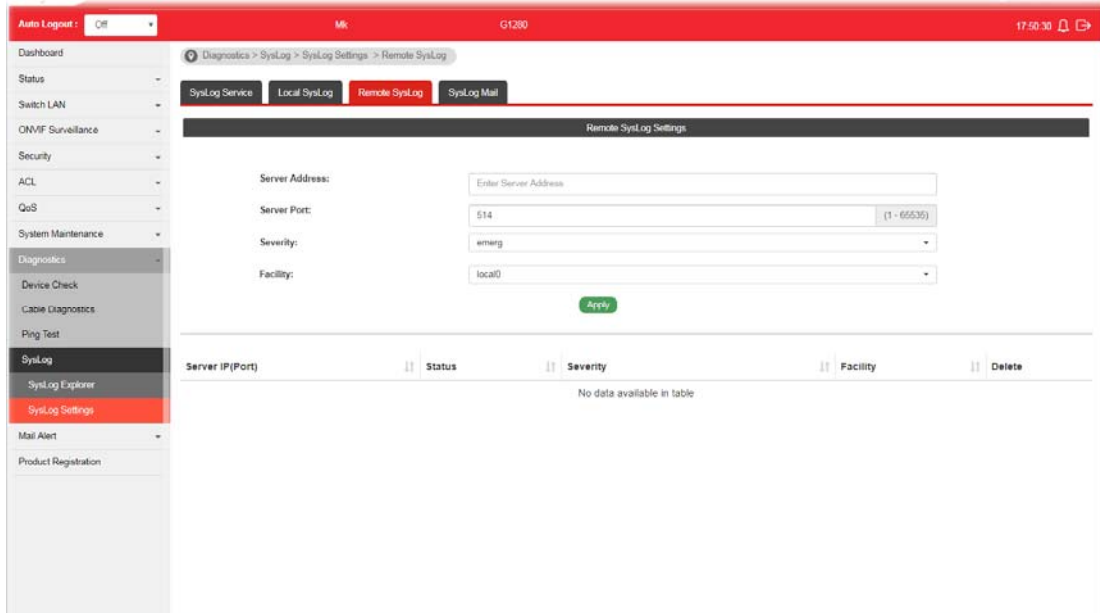 Auto Logout : Off Mk G1280 17:50:30
Dashboard
Status
Switch LAN
ONVIF Surveillance
Security
ACL
QoS
System Maintenance
Diagnostics
Device Check
Cable Diagnostics
Ping Test
SysLog
SysLog Explorer
SysLog Settings
Mail Alert
Product Registration
Diagnostics > SysLog > SysLog Settings > Remote SysLog
SysLog Service Local SysLog Remote SysLog SysLog Mail
Remote SysLog Settings
Server Address: Enter Server Address
Server Port: 514 (1 - 65535)
Severity: emerg
Facility: local0
Apply
Server IP(Port) Status Severity Facility Delete
No data available in table